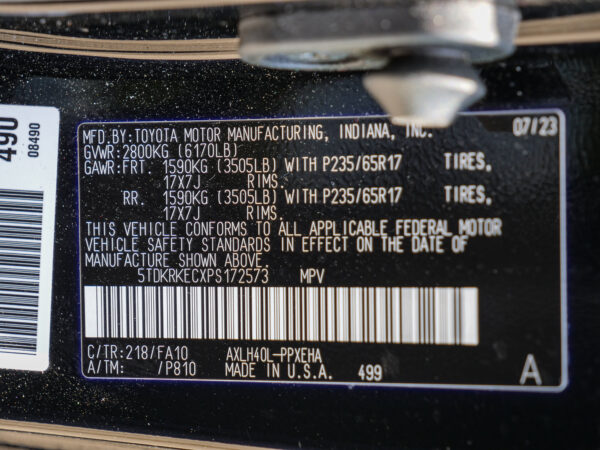 490
08490
MFD.BY:TOYOTA MOTOR MANUFACTURING, INDIANA, INC. 07/23
GVWR:2800KG (6170LB)
GAWR:FRT. 1590KG (3505LB) WITH P235/65R17 TIRES,
17X7J RIMS.
RR. 1590KG (3505LB) WITH P235/65R17 TIRES,
17X7J RIMS.
THIS VEHICLE CONFORMS TO ALL APPLICABLE FEDERAL MOTOR
VEHICLE SAFETY STANDARDS IN EFFECT ON THE DATE OF
MANUFACTURE SHOWN ABOVE.
5TDKRKECXPS172573 MPV
C/TR:218/FA10 AXLH40L-PPXEHA
A/TM: /P810 MADE IN U.S.A. 499 A